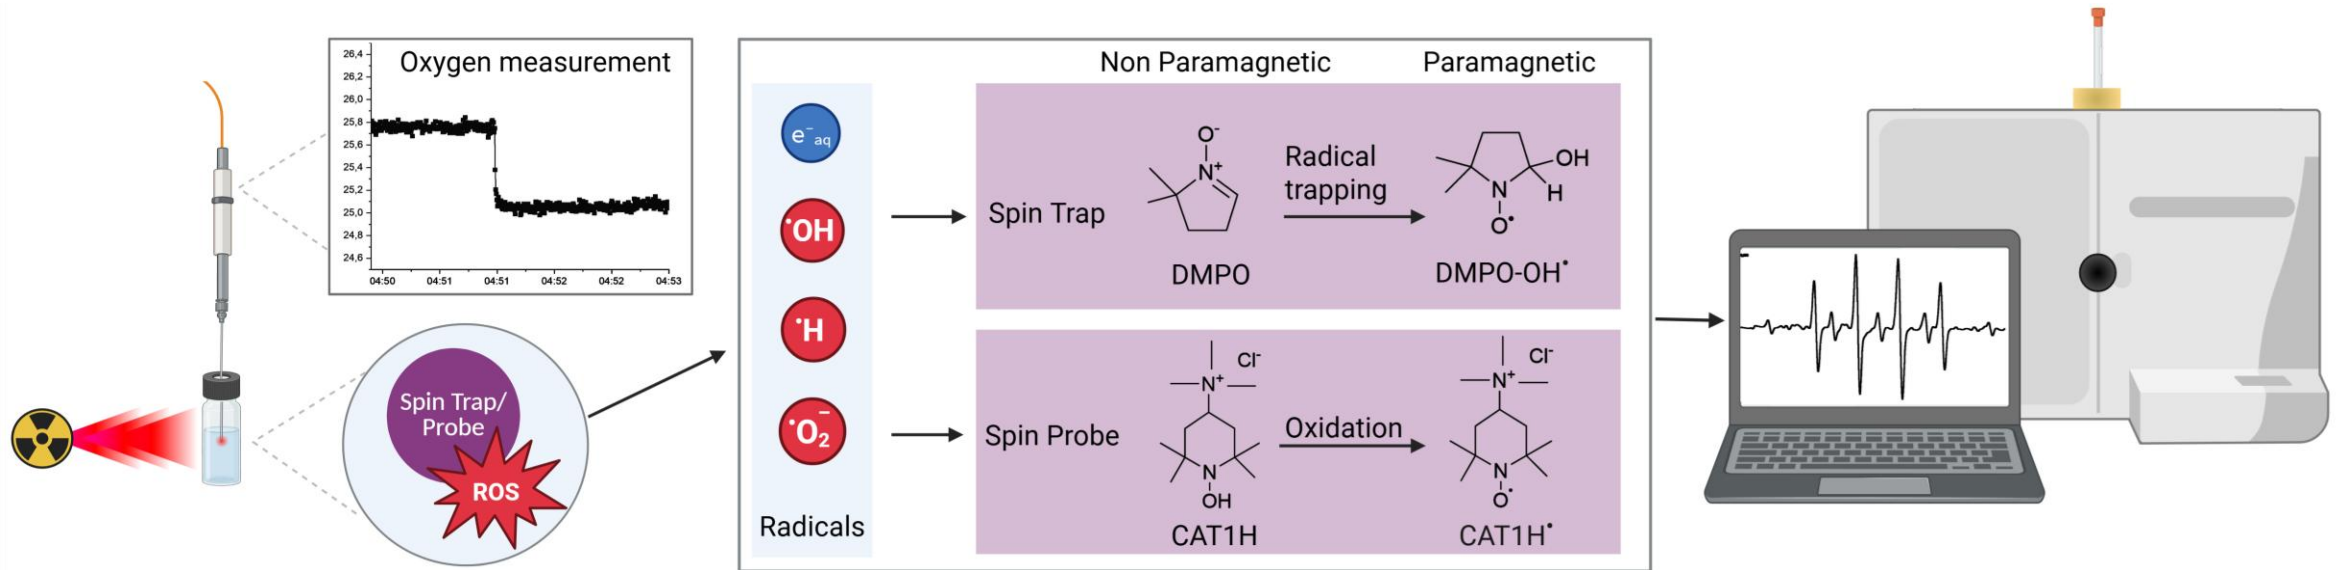 Oxygen measurement
26,4
26,2
26,0
25,8
25,6
25,4
25,2
25,0
24,8
24,6
04:50 04:51 04:51 04:52 04:52 04:53
Spin Trap/
Probe
ROS
e⁻aq
•OH
•H
•O₂⁻
Radicals
Non Paramagnetic Paramagnetic
Spin Trap
O⁻
N⁺
DMPO
Radical
trapping
OH
N H
O•
DMPO-OH•
Spin Probe
Cl⁻
N⁺
N
OH
CAT1H
Oxidation
Cl⁻
N⁺
N
O•
CAT1H•